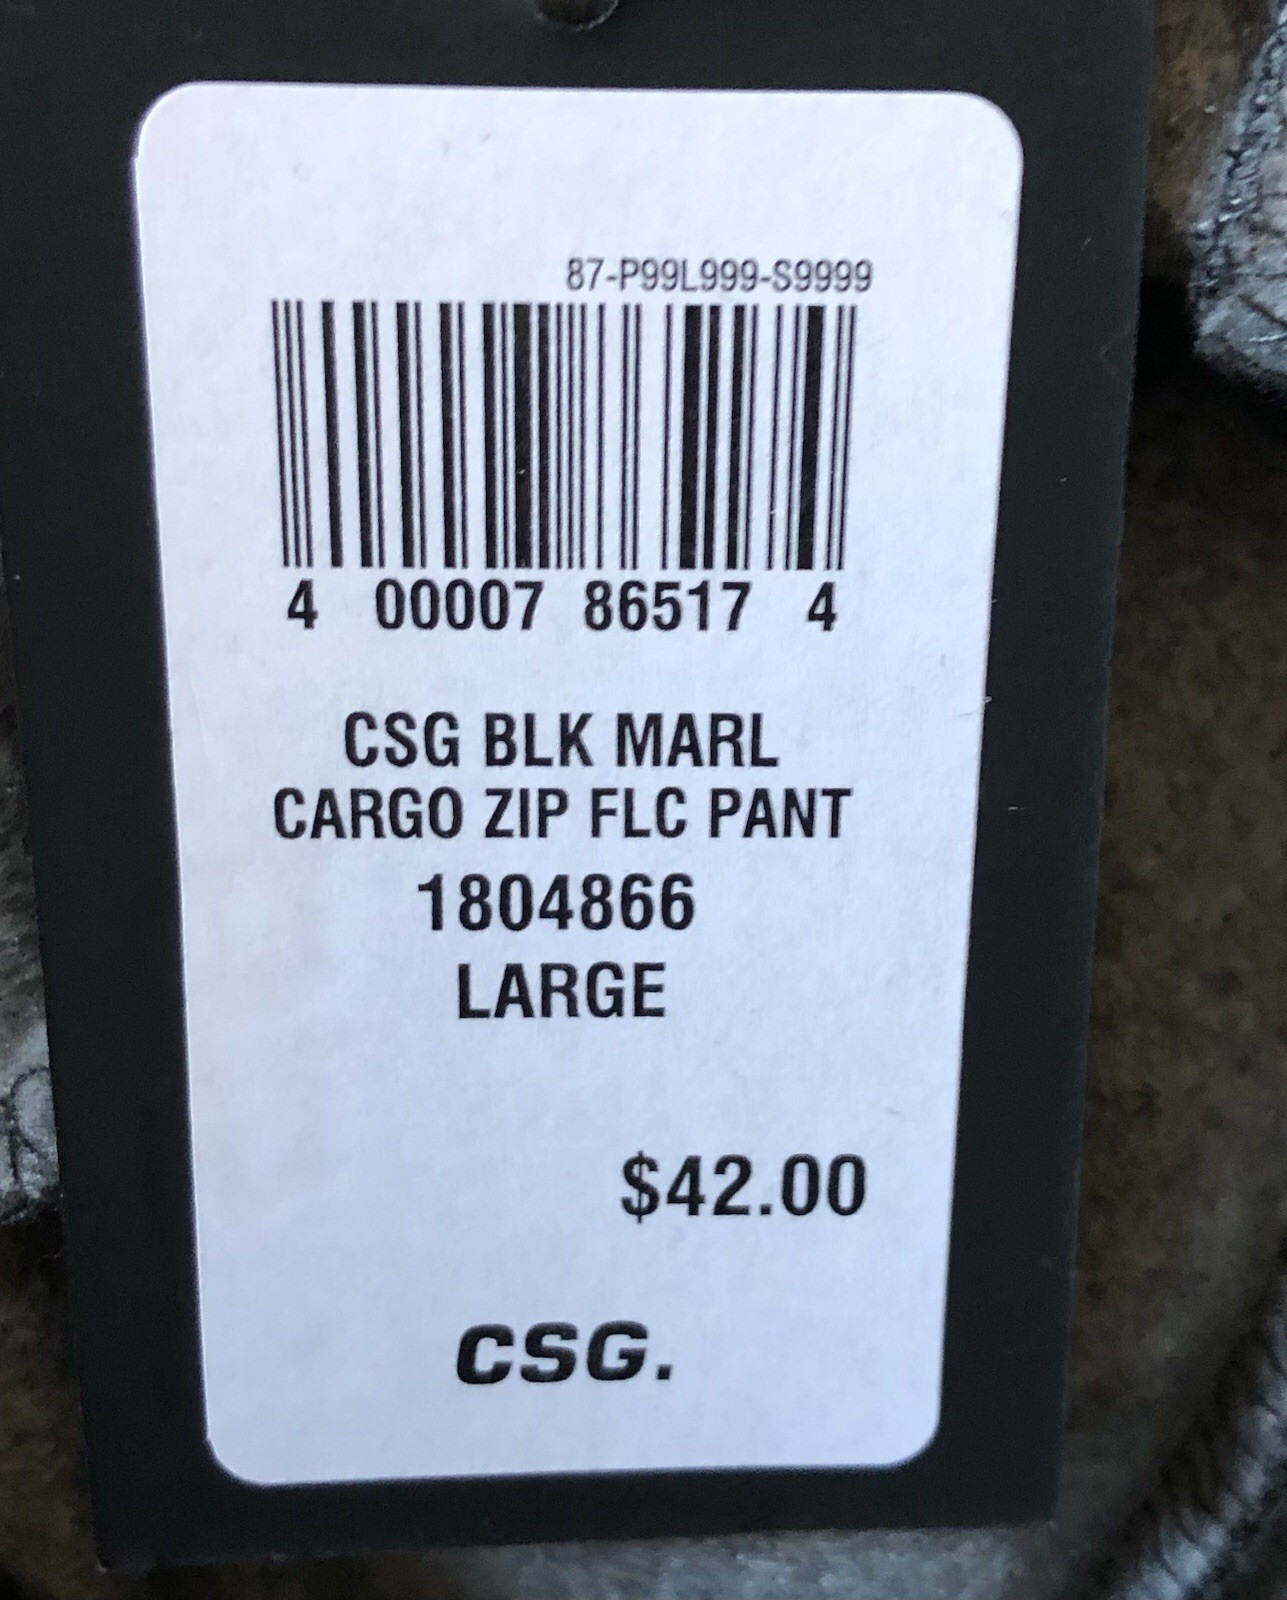 87-P99L999-S9999
4 00007 86517 4
CSG BLK MARL
CARGO ZIP FLC PANT
1804866
LARGE
$42.00
CSG.